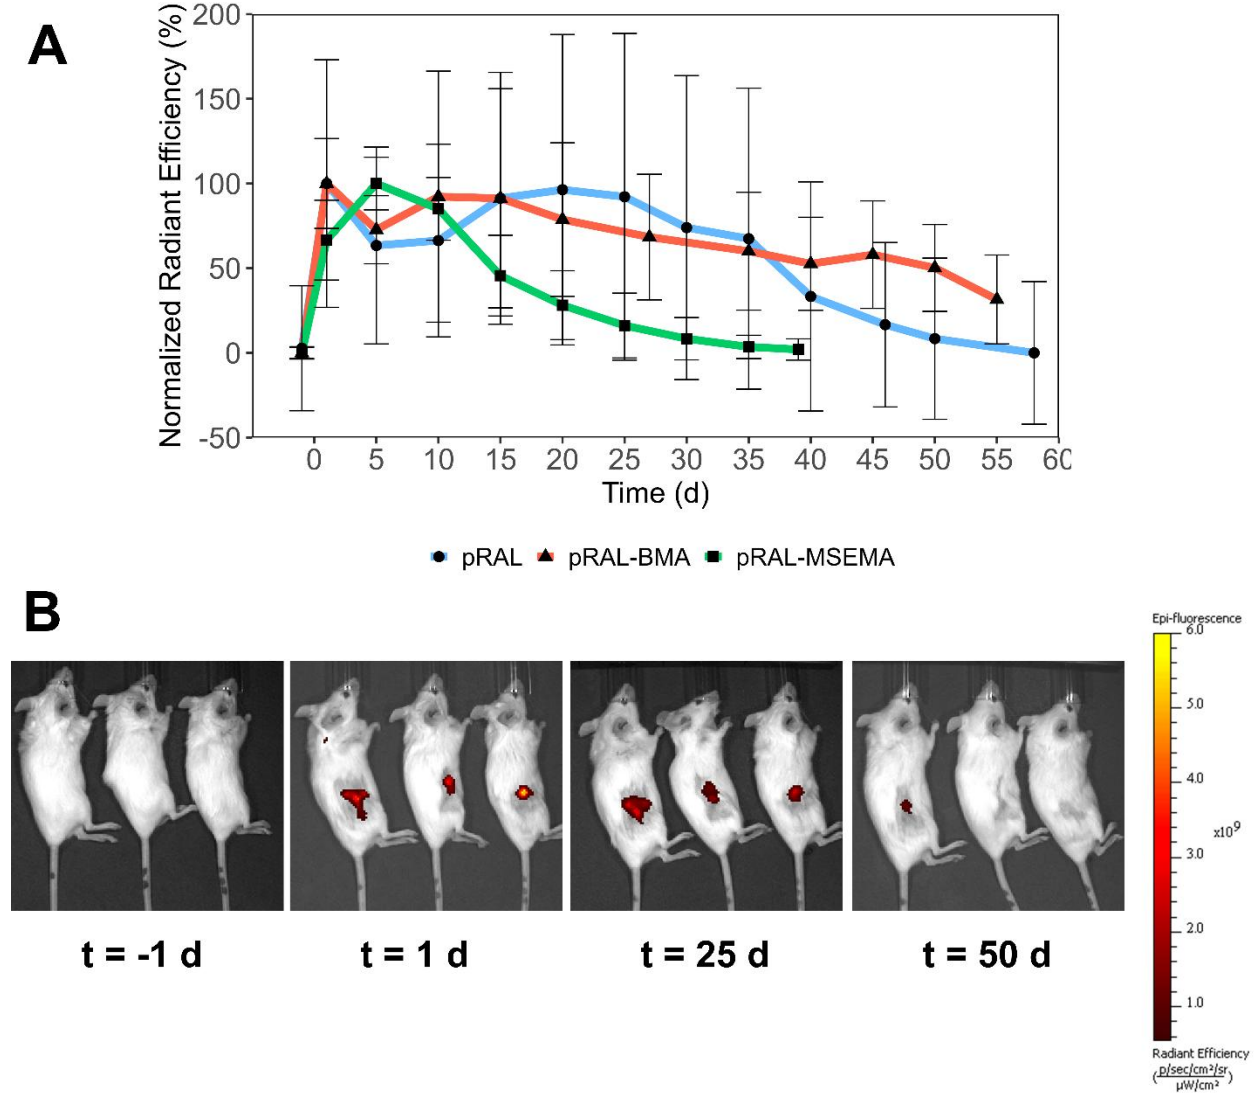 A
Normalized Radiant Efficiency (%)
200
150
100
50
0
-50
0 5 10 15 20 25 30 35 40 45 50 55 60
Time (d)
pRAL pRAL-BMA pRAL-MSEMA
B
Epi-fluorescence
6.0
5.0
4.0
x10⁹
3.0
2.0
1.0
Radiant Efficiency
(p/sec/cm²/sr
µW/cm²)
t = -1 d t = 1 d t = 25 d t = 50 d